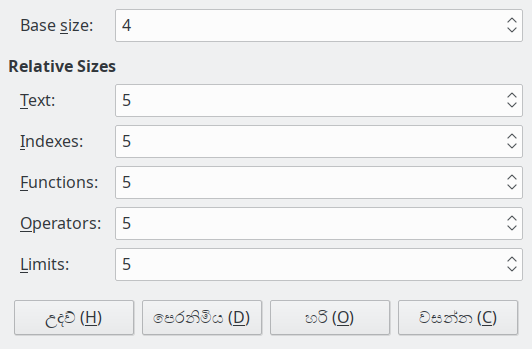 Base size: 4
Relative Sizes
Text: 5
Indexes: 5
Functions: 5
Operators: 5
Limits: 5
උදව් (H) පෙරනිමිය (D) හරි (O) වසන්න (C)